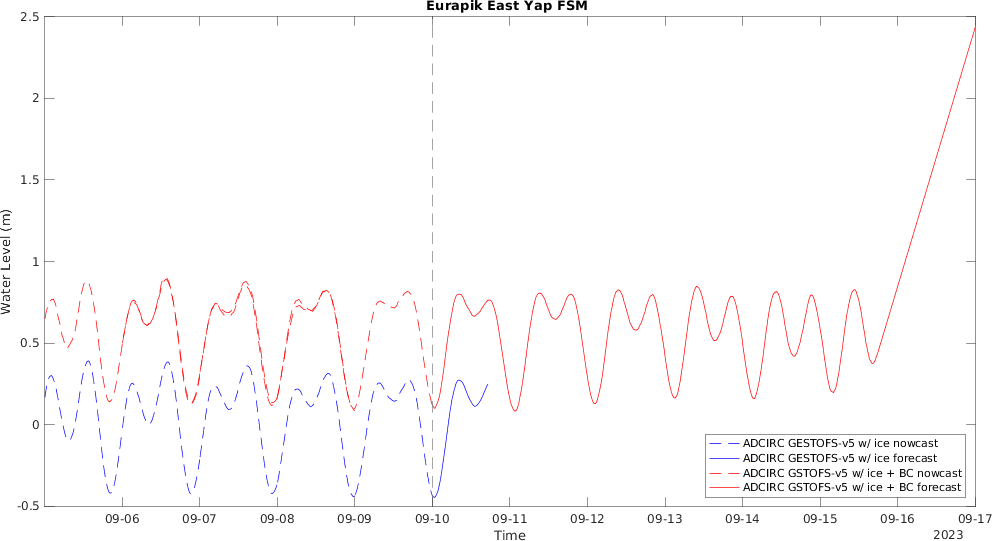 Eurapik East Yap FSM
2.5
2
1.5
1
0.5
0
-0.5
Water Level (m)
ADCIRC GESTOFS-v5 w/ ice nowcast
ADCIRC GESTOFS-v5 w/ ice forecast
ADCIRC GSTOFS-v5 w/ ice + BC nowcast
ADCIRC GSTOFS-v5 w/ ice + BC forecast
09-06 09-07 09-08 09-09 09-10 09-11 09-12 09-13 09-14 09-15 09-16 09-17
Time
2023